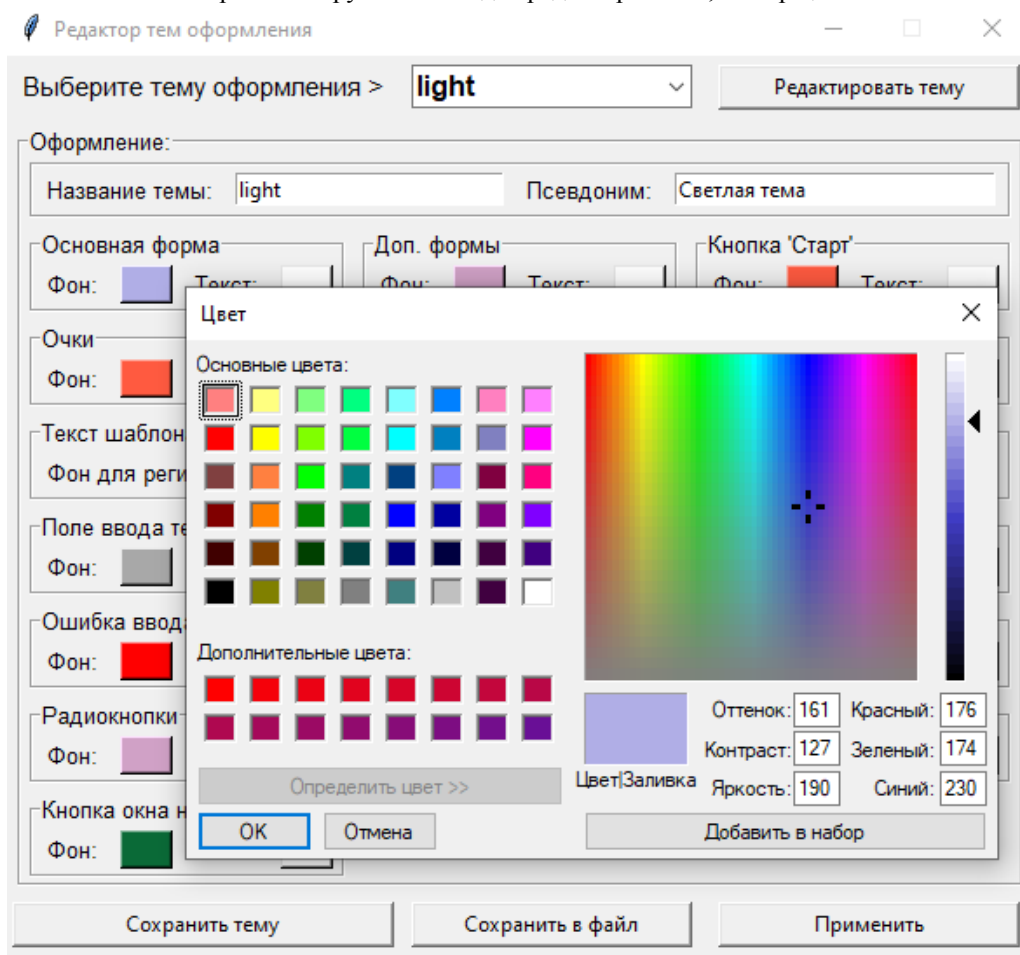 Редактор тем оформления
Выберите тему оформления > light Редактировать тему
Оформление:
Название темы: light Псевдоним: Светлая тема
Основная форма Доп. формы Кнопка 'Старт'
Фон: Текст: Фон: Текст: Фон: Текст:
Цвет
Очки
Фон:
Текст шаблон
Фон для реги
Поле ввода те
Фон:
Ошибка ввод
Фон:
Радиокнопки
Фон:
Кнопка окна н
Фон:
Основные цвета:
Дополнительные цвета:
Определить цвет >>
OK Отмена
Цвет|Заливка
Оттенок: 161 Красный: 176
Контраст: 127 Зеленый: 174
Яркость: 190 Синий: 230
Добавить в набор
Сохранить тему Сохранить в файл Применить